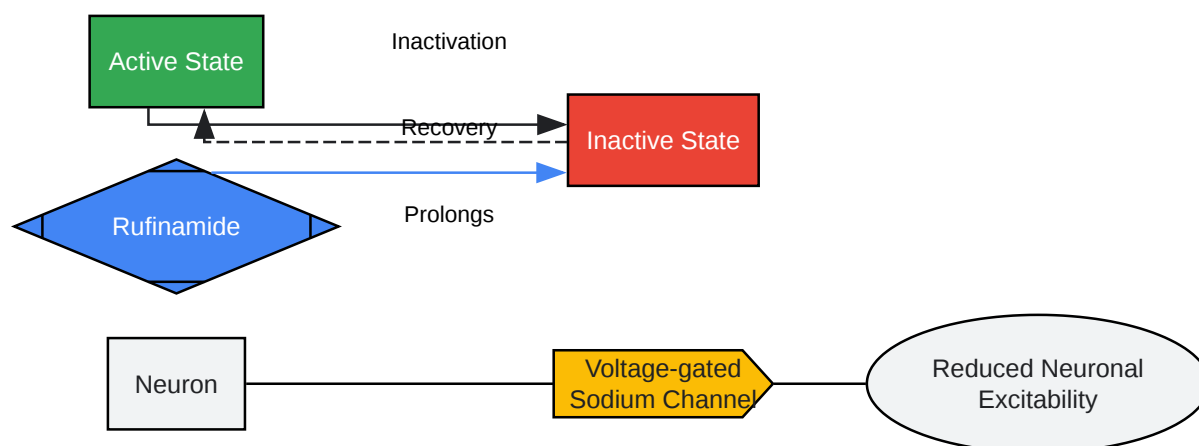 Inactivation
Active State
Recovery
Inactive State
Prolongs
Rufinamide
Voltage-gated
Sodium Channel
Neuron
Reduced Neuronal
Excitability